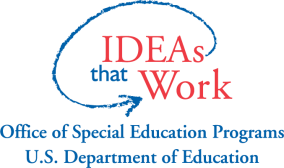 IDEAs
that Work
Office of Special Education Programs
U.S. Department of Education